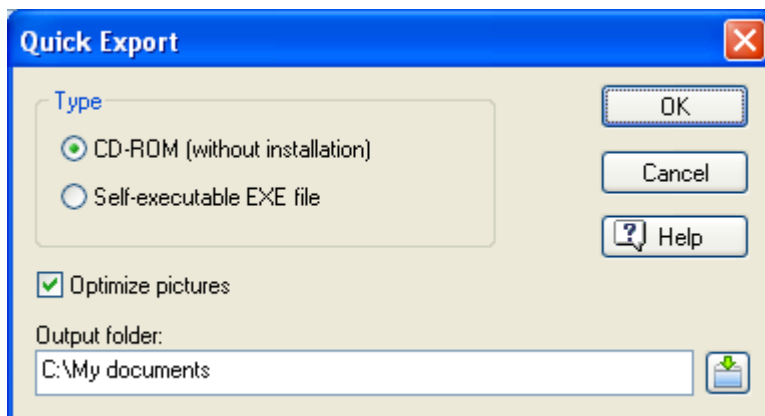 Quick Export
Type
CD-ROM (without installation)
Self-executable EXE file
OK
Cancel
Help
Optimize pictures
Output folder:
C:\My documents